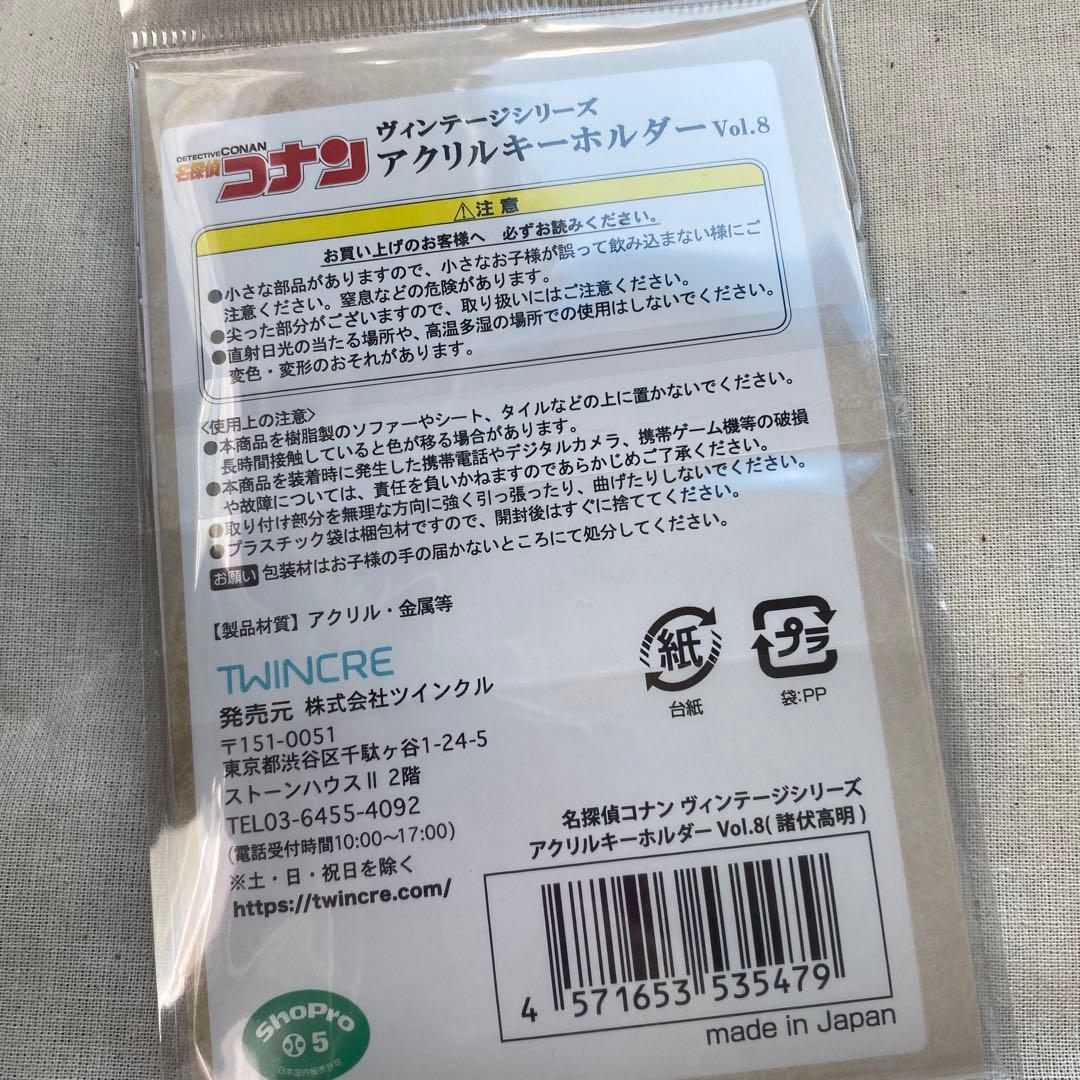 DETECTIVE CONAN
名探偵
コナン
ヴィンテージシリーズ
アクリルキーホルダー Vol.8
⚠注意
お買い上げのお客様へ　必ずお読みください。
●小さな部品がありますので、小さなお子様が誤って飲み込まない様にご
注意ください。窒息などの危険があります。
●尖った部分がございますので、取り扱いにはご注意ください。
●直射日光の当たる場所や、高温多湿の場所での使用はしないでください。
変色・変形のおそれがあります。
<使用上の注意>
●本商品を樹脂製のソファーやシート、タイルなどの上に置かないでください。
長時間接触していると色が移る場合があります。
●本商品を装着時に発生した携帯電話やデジタルカメラ、携帯ゲーム機等の破損
や故障については、責任を負いかねますのであらかじめご了承ください。
●取り付け部分を無理な方向に強く引っ張ったり、曲げたりしないでください。
●プラスチック袋は梱包材ですので、開封後はすぐに捨ててください。
お願い 包装材はお子様の手の届かないところにて処分してください。
【製品材質】アクリル・金属等
紙
台紙
プラ
袋:PP
TWINCRE
発売元 株式会社ツインクル
〒151-0051
東京都渋谷区千駄ヶ谷1-24-5
ストーンハウスⅡ 2階
TEL03-6455-4092
(電話受付時間10:00～17:00)
※土・日・祝日を除く
https://twincre.com/
名探偵コナン ヴィンテージシリーズ
アクリルキーホルダー Vol.8(諸伏高明)
4 571653 535479
made in Japan
ShoPro
5
日本国内販売許諾